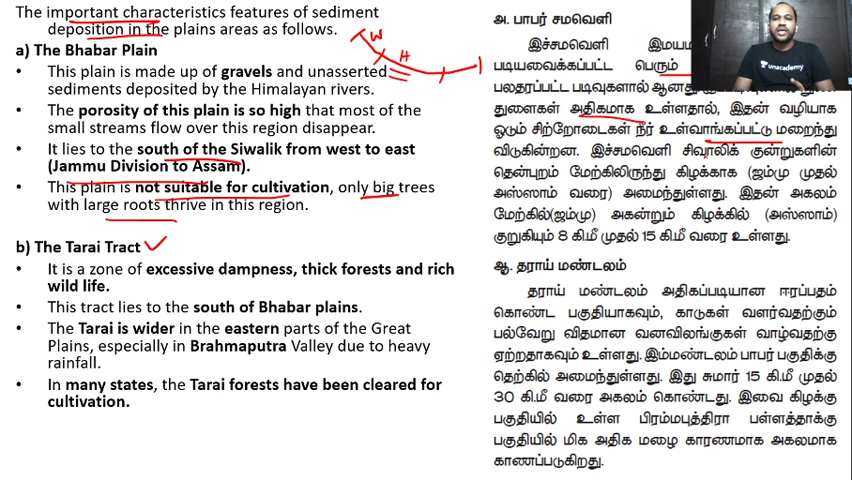 The important characteristics features of sediment
deposition in the plains areas as follows.
a) The Bhabar Plain
• This plain is made up of gravels and unasserted
sediments deposited by the Himalayan rivers.
• The porosity of this plain is so high that most of the
small streams flow over this region disappear.
• It lies to the south of the Siwalik from west to east
(Jammu Division to Assam).
• This plain is not suitable for cultivation, only big trees
with large roots thrive in this region.
b) The Tarai Tract
• It is a zone of excessive dampness, thick forests and rich
wild life.
• This tract lies to the south of Bhabar plains.
• The Tarai is wider in the eastern parts of the Great
Plains, especially in Brahmaputra Valley due to heavy
rainfall.
• In many states, the Tarai forests have been cleared for
cultivation.
W
H
அ. பாபர் சமவெளி
இச்சமவெளி
படியவைக்கப்பட்ட பெரும்
பலதரப்பட்ட படிவுகளால்
துளைகள் அதிகமாக உள்ளதால், இதன் வழியாக
ஓடும் சிற்றோடைகள் நீர் உள்வாங்கப்பட்டு மறைந்து
விடுகின்றன. இச்சமவெளி சிவாலிக் குன்றுகளின்
தென்புறம் மேற்கிலிருந்து கிழக்காக (ஜம்மு முதல்
அஸ்ஸாம் வரை) அமைந்துள்ளது. இதன் அகலம்
மேற்கில்(ஜம்மு) அகன்றும் கிழக்கில் (அஸ்ஸாம்)
குறுகியும் 8 கி.மீ முதல் 15 கி.மீ வரை உள்ளது.
ஆ. தராய் மண்டலம்
தராய் மண்டலம் அதிகப்படியான ஈரப்பதம்
கொண்ட பகுதியாகவும், காடுகள் வளர்வதற்கும்
பல்வேறு விதமான வனவிலங்குகள் வாழ்வதற்கு
ஏற்றதாகவும் உள்ளது. இம்மண்டலம் பாபர் பகுதிக்கு
தெற்கில் அமைந்துள்ளது. இது சுமார் 15 கி.மீ முதல்
30 கி.மீ வரை அகலம் கொண்டது. இவை கிழக்கு
பகுதியில் உள்ள பிரம்மபுத்திரா பள்ளத்தாக்கு
பகுதியில் மிக அதிக மழை காரணமாக அகலமாக
காணப்படுகிறது.
unacademy